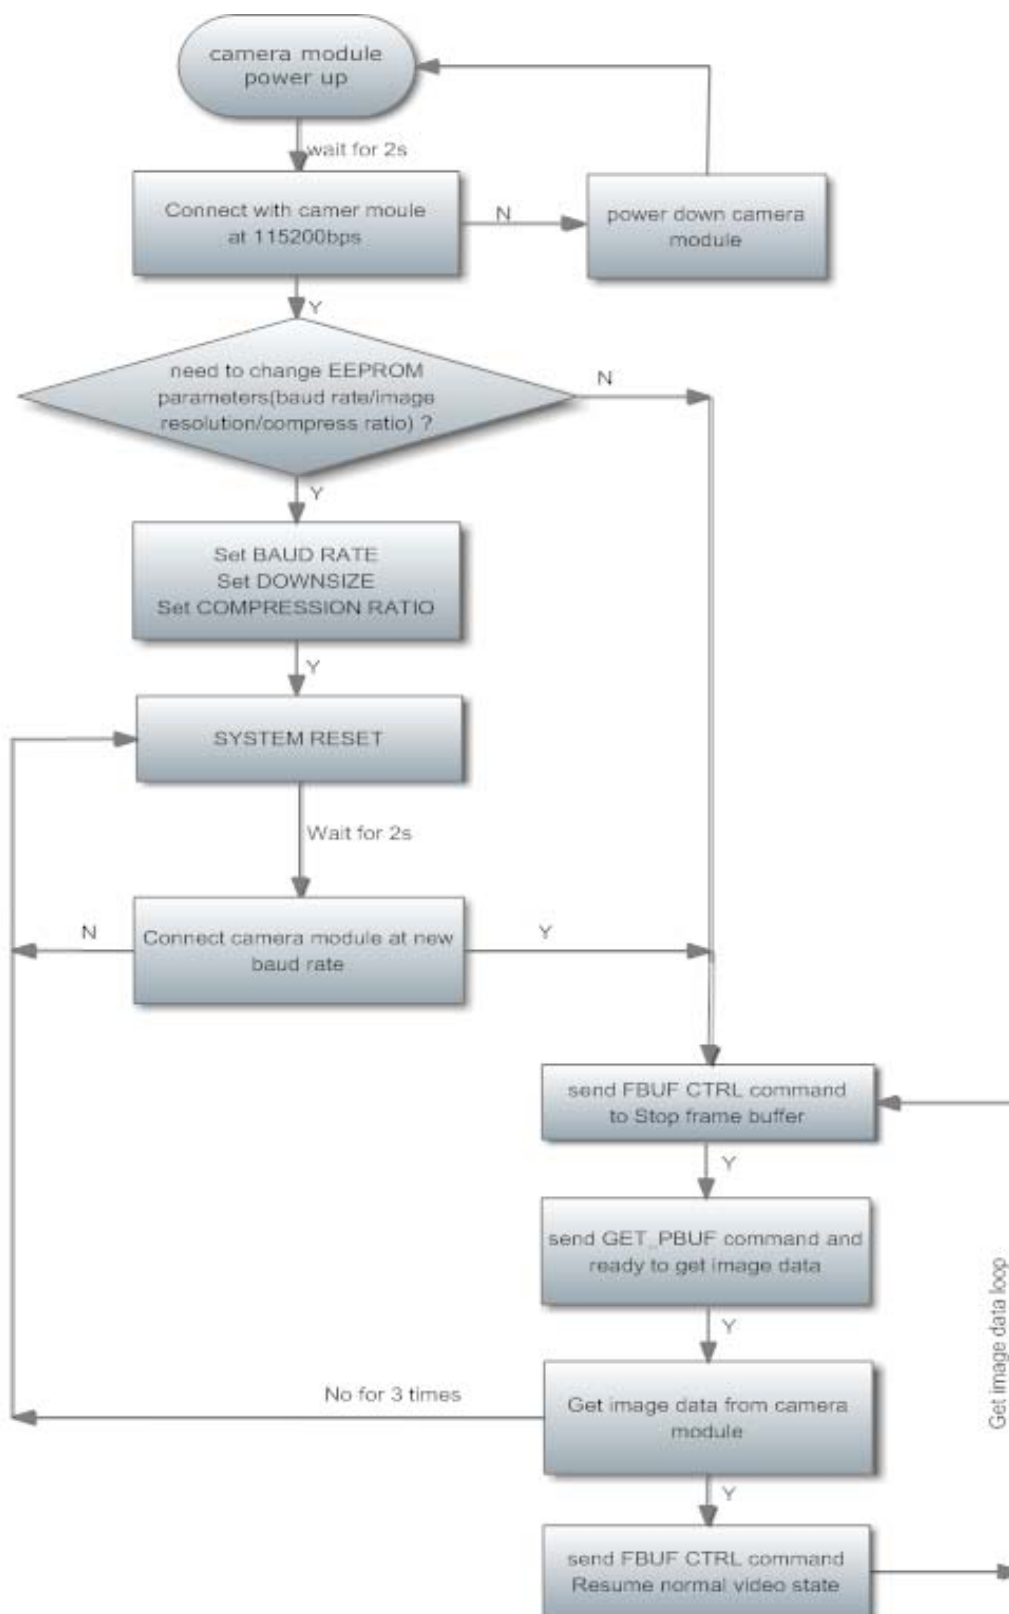 camera module
power up
wait for 2s
Connect with camer moule
at 115200bps
N
power down camera
module
Y
need to change EEPROM
parameters(baud rate/image
resolution/compress ratio) ?
N
Y
Set BAUD RATE
Set DOWNSIZE
Set COMPRESSION RATIO
Y
SYSTEM RESET
Wait for 2s
N
Connect camera module at new
baud rate
Y
send FBUF CTRL command
to Stop frame buffer
Y
send GET_PBUF command and
ready to get image data
Y
Get image data loop
No for 3 times
Get image data from camera
module
Y
send FBUF CTRL command
Resume normal video state